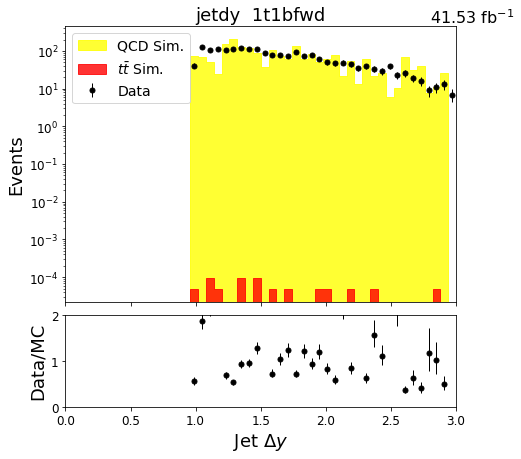 jetdy 1t1bfwd
41.53 fb⁻¹
QCD Sim.
tt̄ Sim.
Data
Events
10²
10¹
10⁰
10⁻¹
10⁻²
10⁻³
10⁻⁴
Data/MC
2
1
0
0.0 0.5 1.0 1.5 2.0 2.5 3.0
Jet Δy